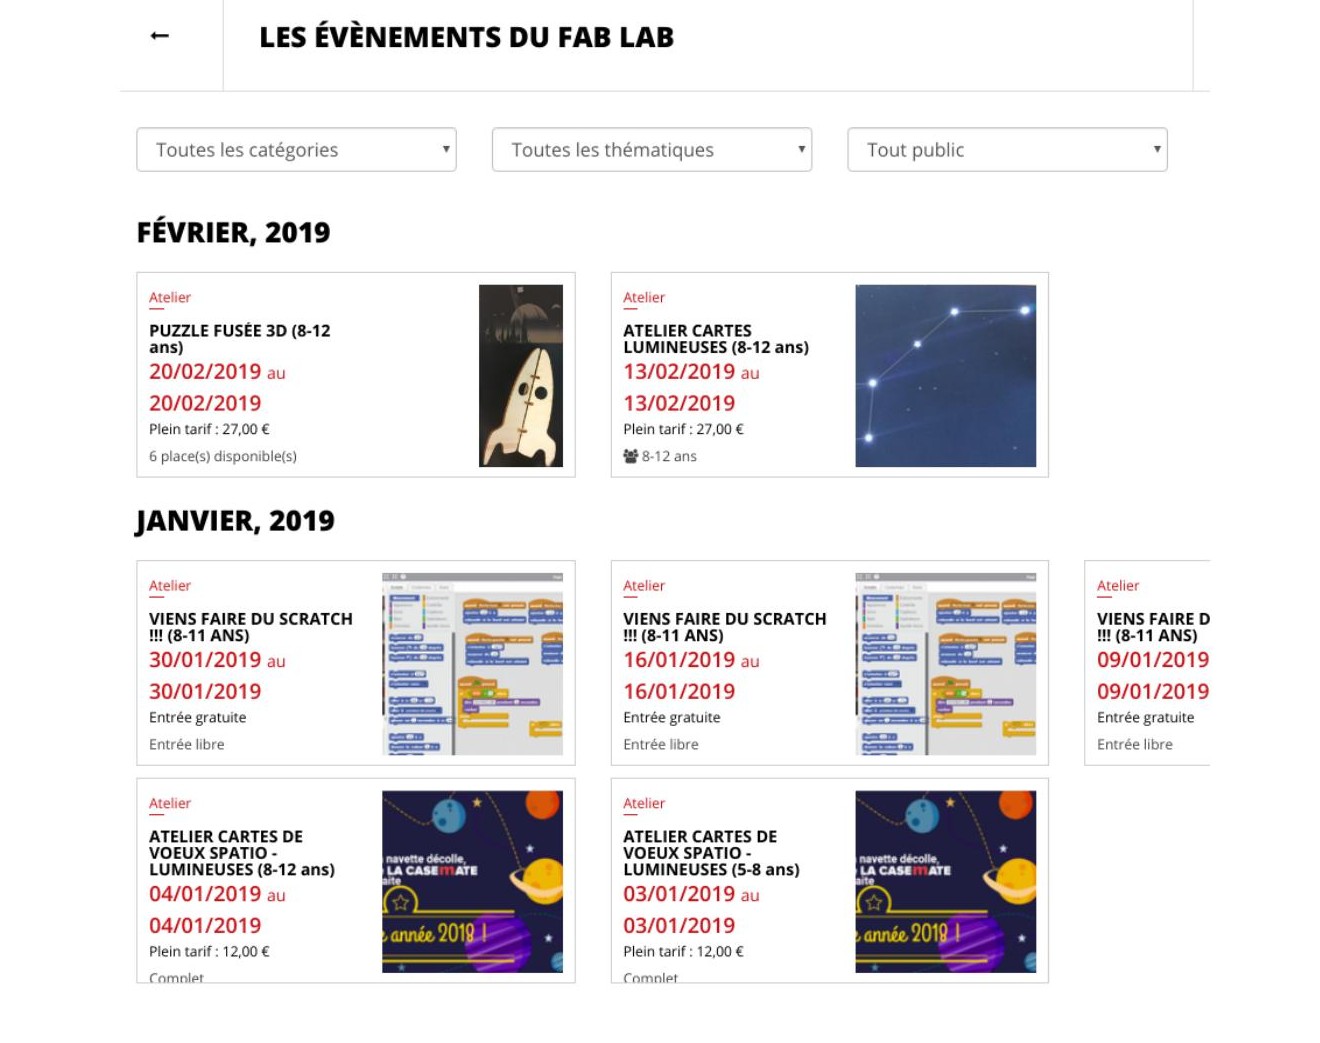 LES ÉVÈNEMENTS DU FAB LAB
Toutes les catégories
Toutes les thématiques
Tout public
FÉVRIER, 2019
Atelier
PUZZLE FUSÉE 3D (8-12
ans)
20/02/2019 au
20/02/2019
Plein tarif : 27,00 €
6 place(s) disponible(s)
Atelier
ATELIER CARTES
LUMINEUSES (8-12 ans)
13/02/2019 au
13/02/2019
Plein tarif : 27,00 €
8-12 ans
JANVIER, 2019
Atelier
VIENS FAIRE DU SCRATCH
!!! (8-11 ANS)
30/01/2019 au
30/01/2019
Entrée gratuite
Entrée libre
Atelier
VIENS FAIRE DU SCRATCH
!!! (8-11 ANS)
16/01/2019 au
16/01/2019
Entrée gratuite
Entrée libre
Atelier
VIENS FAIRE D
!!! (8-11 ANS)
09/01/2019
09/01/2019
Entrée gratuite
Entrée libre
Atelier
ATELIER CARTES DE
VOEUX SPATIO -
LUMINEUSES (8-12 ans)
04/01/2019 au
04/01/2019
Plein tarif : 12,00 €
Complet
navette décolle,
LA CASEMATE
aite
année 2019 !
Atelier
ATELIER CARTES DE
VOEUX SPATIO -
LUMINEUSES (5-8 ans)
03/01/2019 au
03/01/2019
Plein tarif : 12,00 €
Complet
navette décolle,
LA CASEMATE
aite
année 2019 !